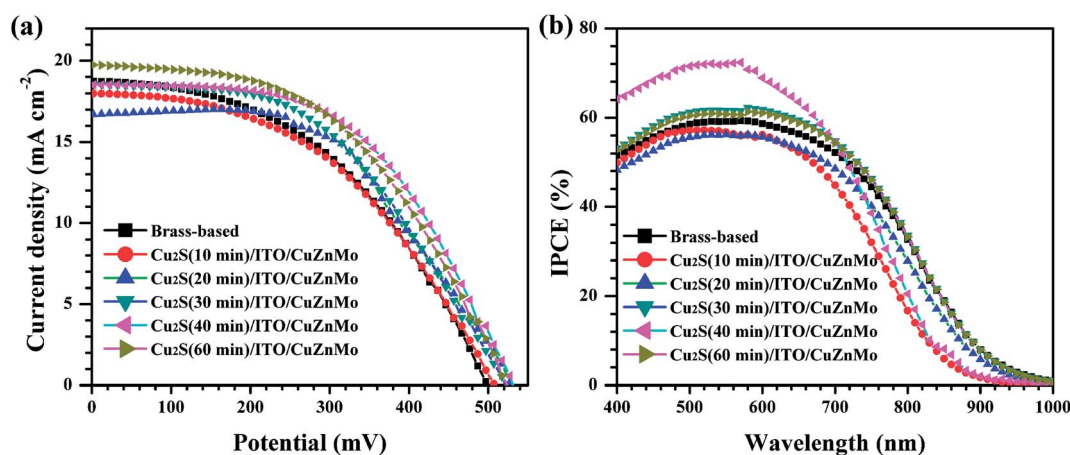 (a)
20
15
10
5
0
Current density (mA cm⁻²)
Brass-based
Cu₂S(10 min)/ITO/CuZnMo
Cu₂S(20 min)/ITO/CuZnMo
Cu₂S(30 min)/ITO/CuZnMo
Cu₂S(40 min)/ITO/CuZnMo
Cu₂S(60 min)/ITO/CuZnMo
0 100 200 300 400 500
Potential (mV)
(b)
80
60
40
20
0
IPCE (%)
Brass-based
Cu₂S(10 min)/ITO/CuZnMo
Cu₂S(20 min)/ITO/CuZnMo
Cu₂S(30 min)/ITO/CuZnMo
Cu₂S(40 min)/ITO/CuZnMo
Cu₂S(60 min)/ITO/CuZnMo
400 500 600 700 800 900 1000
Wavelength (nm)